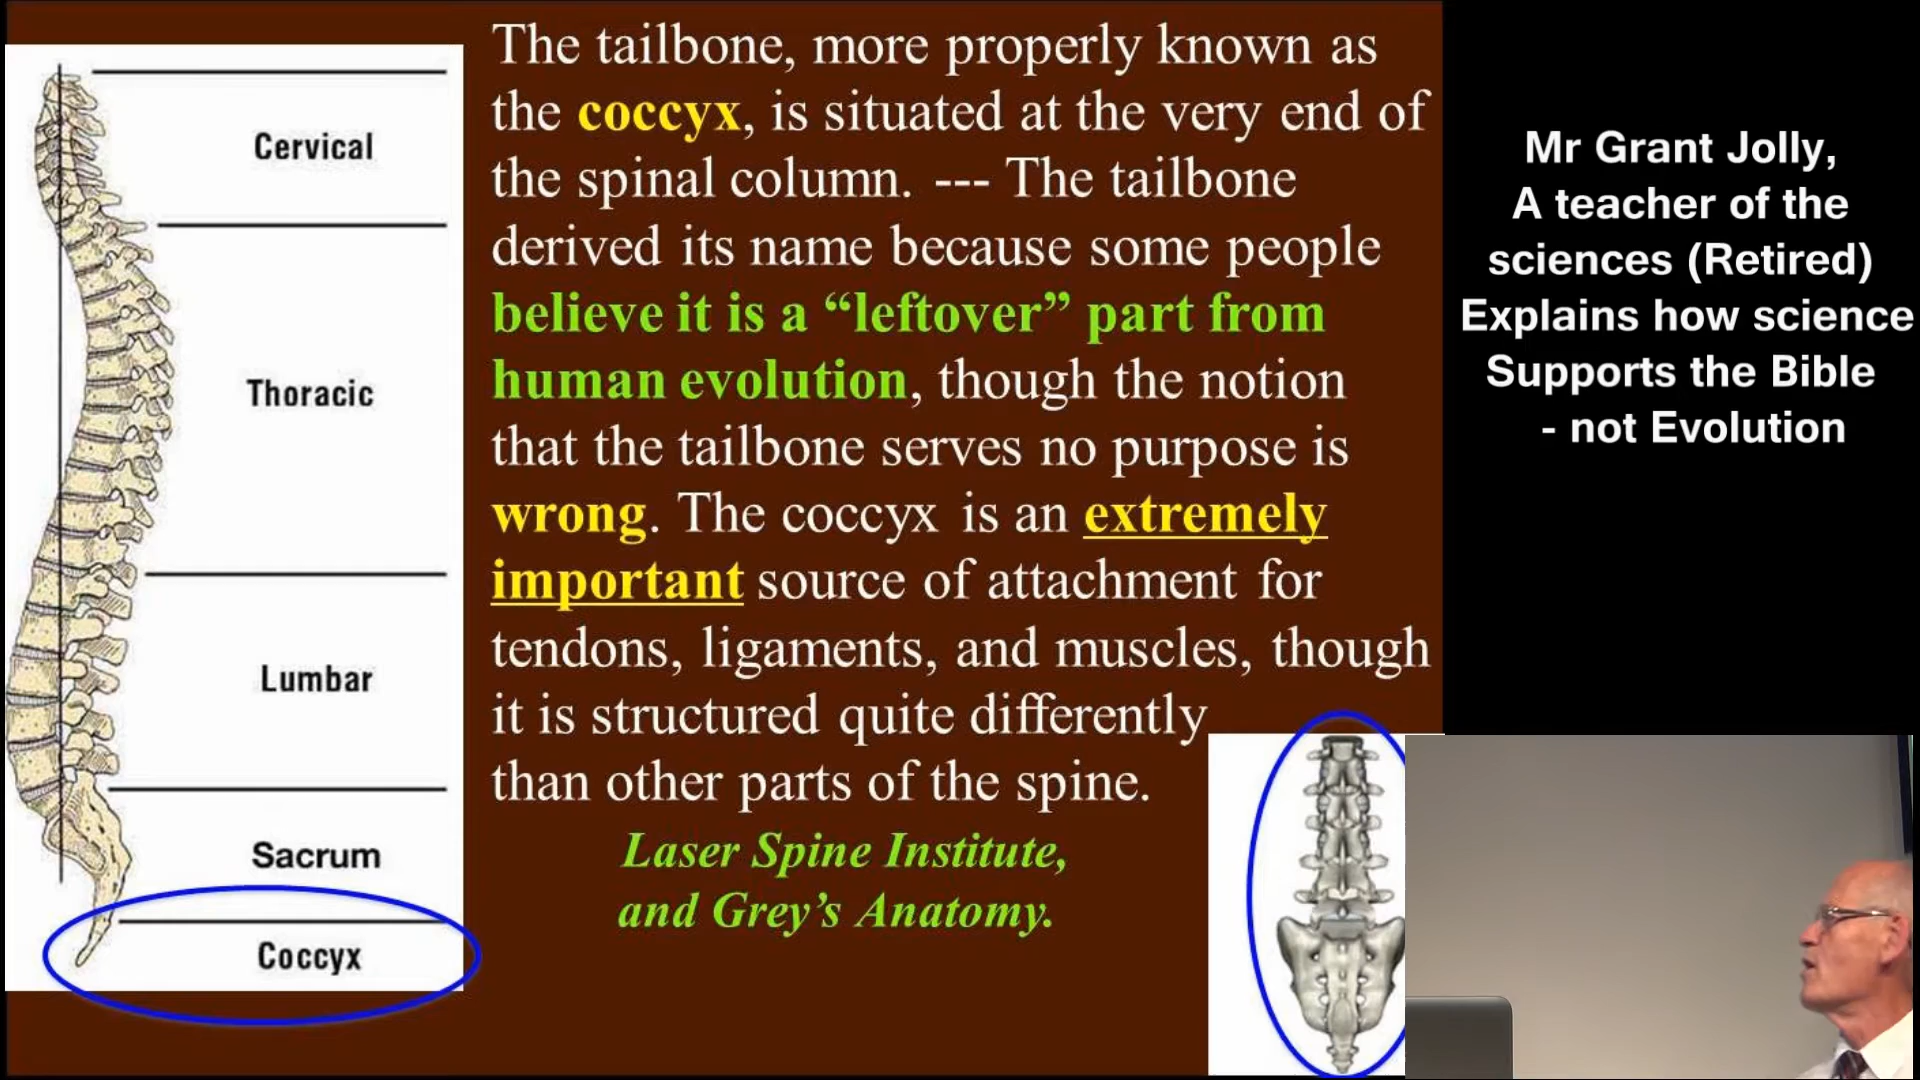 The tailbone, more properly known as
the coccyx, is situated at the very end of
the spinal column. --- The tailbone
derived its name because some people
believe it is a “leftover” part from
human evolution, though the notion
that the tailbone serves no purpose is
wrong. The coccyx is an extremely
important source of attachment for
tendons, ligaments, and muscles, though
it is structured quite differently
than other parts of the spine.
Laser Spine Institute,
and Grey’s Anatomy.
Cervical
Thoracic
Lumbar
Sacrum
Coccyx
Mr Grant Jolly,
A teacher of the
sciences (Retired)
Explains how science
Supports the Bible
- not Evolution